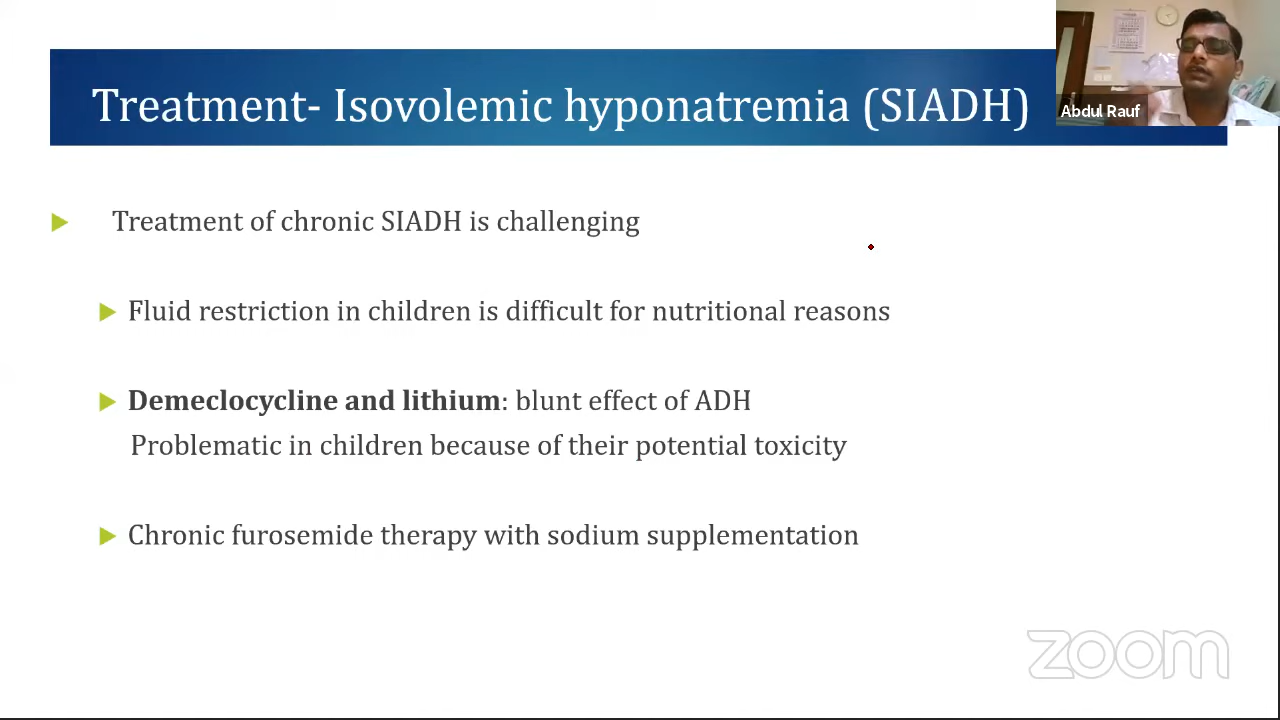 Treatment- Isovolemic hyponatremia (SIADH)
Abdul Rauf
Treatment of chronic SIADH is challenging
Fluid restriction in children is difficult for nutritional reasons
Demeclocycline and lithium: blunt effect of ADH
Problematic in children because of their potential toxicity
Chronic furosemide therapy with sodium supplementation
zoom